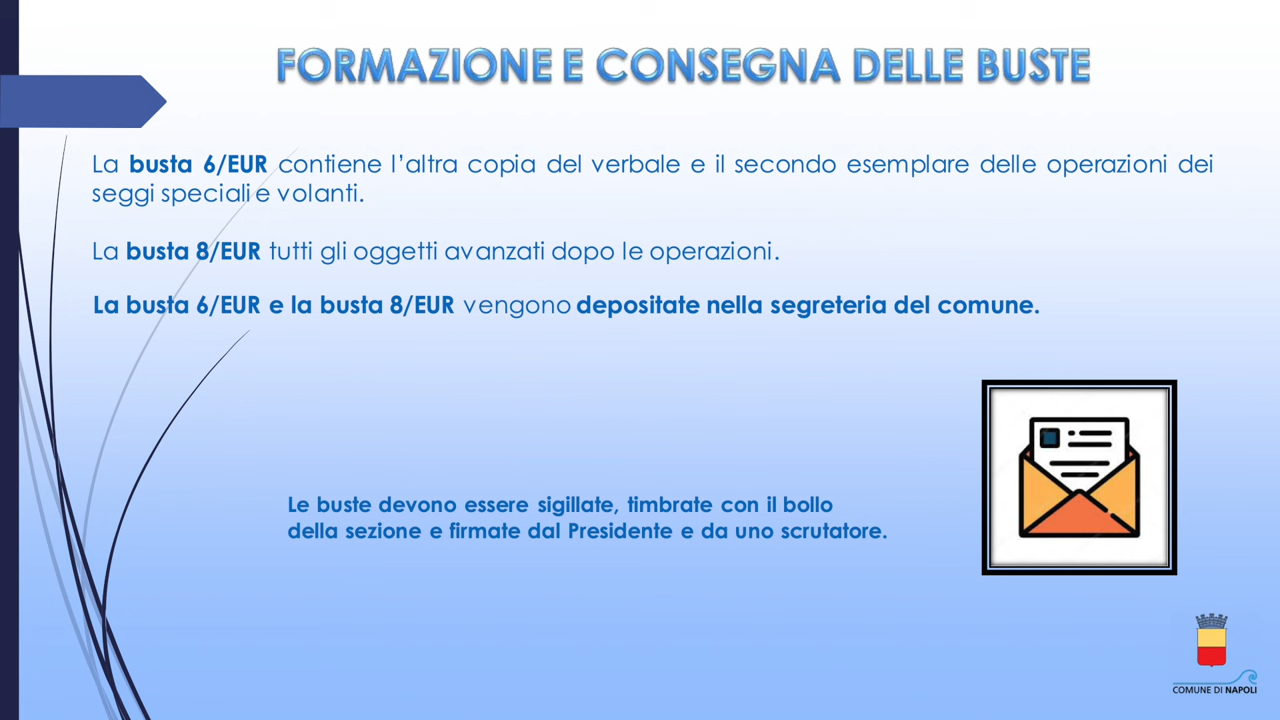 FORMAZIONE E CONSEGNA DELLE BUSTE
La busta 6/EUR contiene l’altra copia del verbale e il secondo esemplare delle operazioni dei
seggi speciali e volanti.
La busta 8/EUR tutti gli oggetti avanzati dopo le operazioni.
La busta 6/EUR e la busta 8/EUR vengono depositate nella segreteria del comune.
Le buste devono essere sigillate, timbrate con il bollo
della sezione e firmate dal Presidente e da uno scrutatore.
COMUNE DI NAPOLI